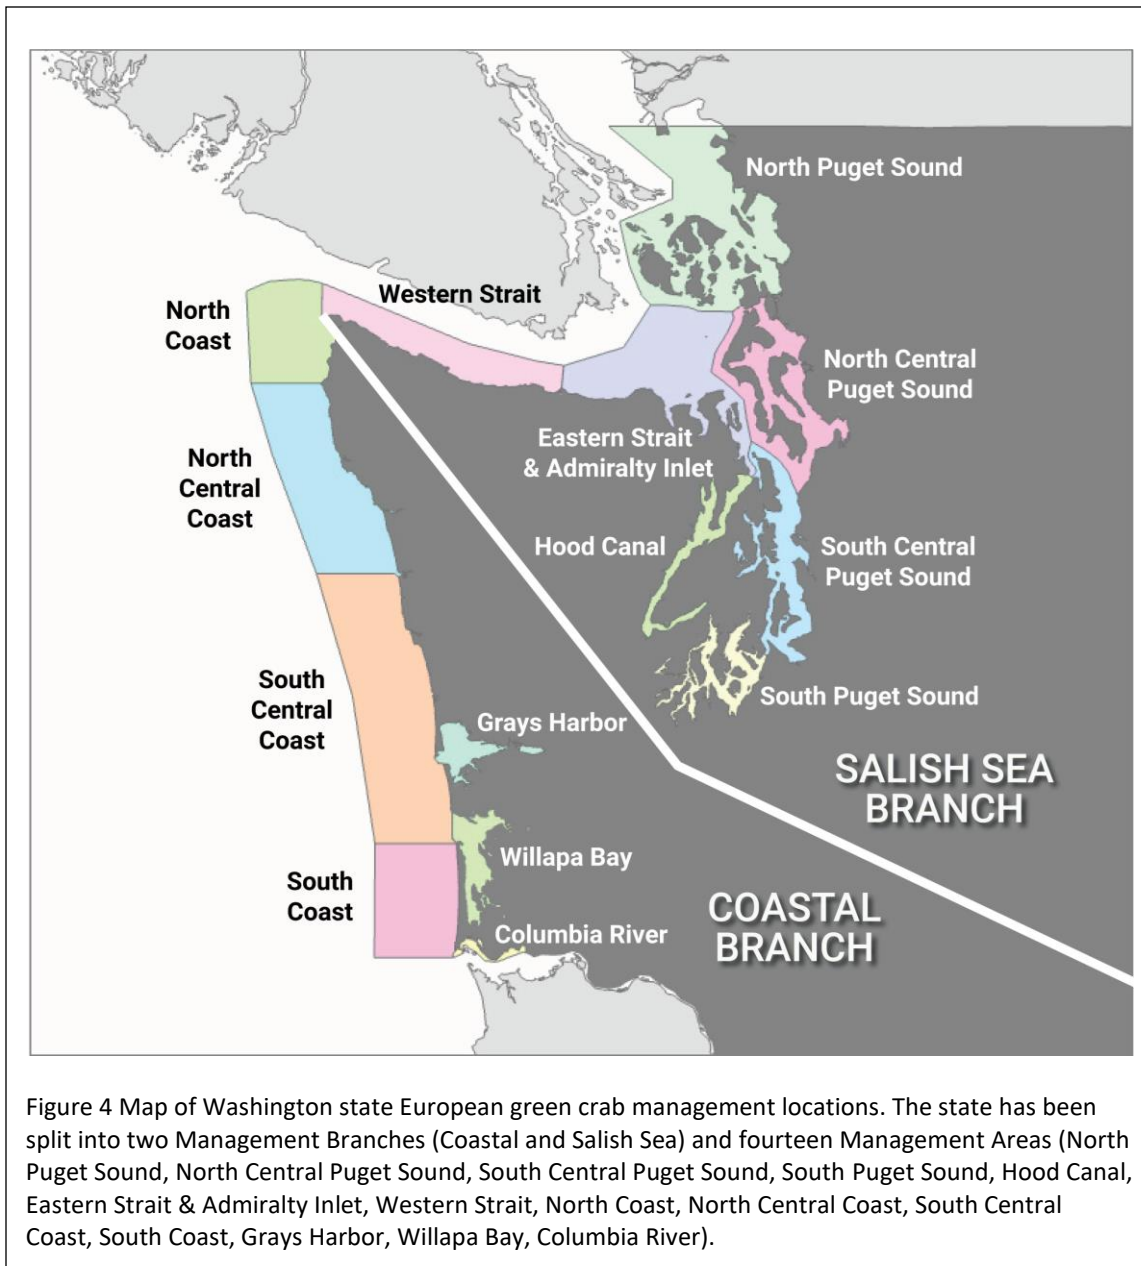 North Puget Sound
Western Strait
North
Coast
North Central
Puget Sound
Eastern Strait
& Admiralty Inlet
North
Central
Coast
Hood Canal
South Central
Puget Sound
South
Central
Coast
South Puget Sound
Grays Harbor
SALISH SEA
BRANCH
Willapa Bay
South
Coast
COASTAL
BRANCH
Columbia River
Figure 4 Map of Washington state European green crab management locations. The state has been
split into two Management Branches (Coastal and Salish Sea) and fourteen Management Areas (North
Puget Sound, North Central Puget Sound, South Central Puget Sound, South Puget Sound, Hood Canal,
Eastern Strait & Admiralty Inlet, Western Strait, North Coast, North Central Coast, South Central
Coast, South Coast, Grays Harbor, Willapa Bay, Columbia River).